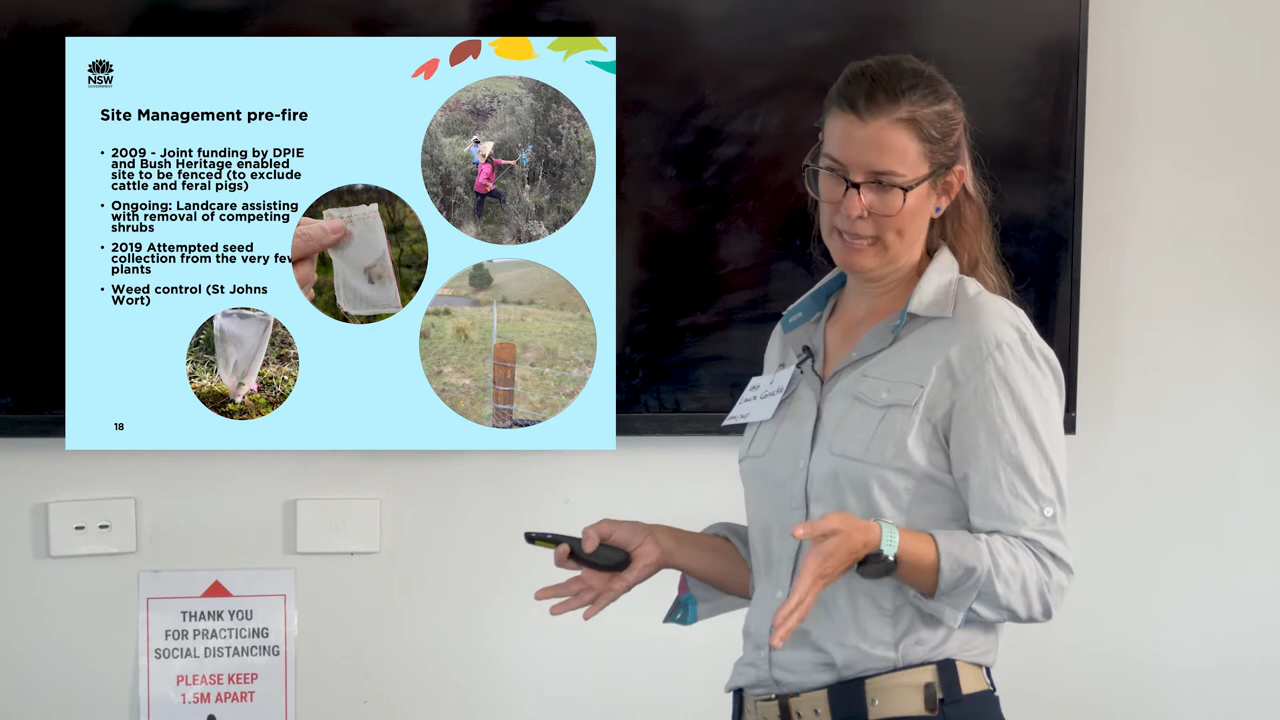 NSW
GOVERNMENT
Site Management pre-fire
• 2009 - Joint funding by DPIE
and Bush Heritage enabled
site to be fenced (to exclude
cattle and feral pigs)
• Ongoing: Landcare assisting
with removal of competing
shrubs
• 2019 Attempted seed
collection from the very few
plants
• Weed control (St Johns
Wort)
18
THANK YOU
FOR PRACTICING
SOCIAL DISTANCING
PLEASE KEEP
1.5M APART